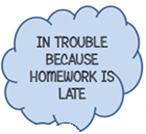 IN TROUBLE
BECAUSE
HOMEWORK IS
LATE